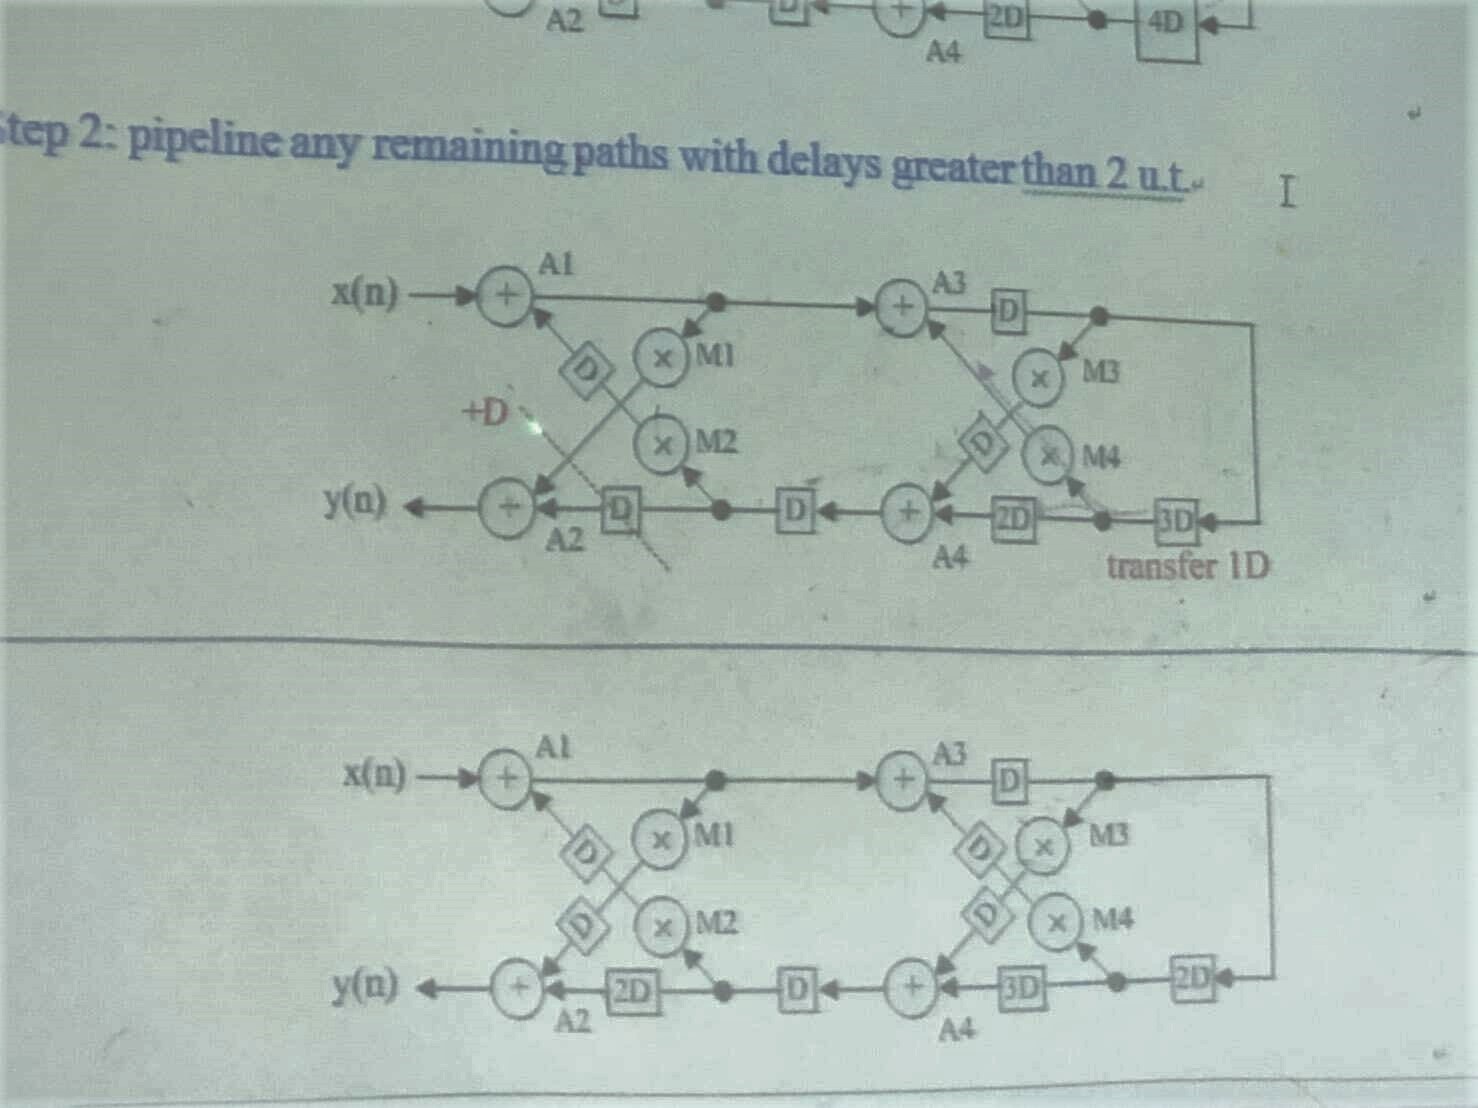 A2 D 2D 4D
A4
Step 2: pipeline any remaining paths with delays greater than 2 u.t.
A1 A3
x(n) + + D
D × M1 × M3
+D
× M2 D × M4
y(n) + D D + 2D 3D
A2 A4 transfer 1D
A1 A3
x(n) + + D
D × M1 D × M3
D × M2 D × M4
y(n) + 2D D + 3D 2D
A2 A4